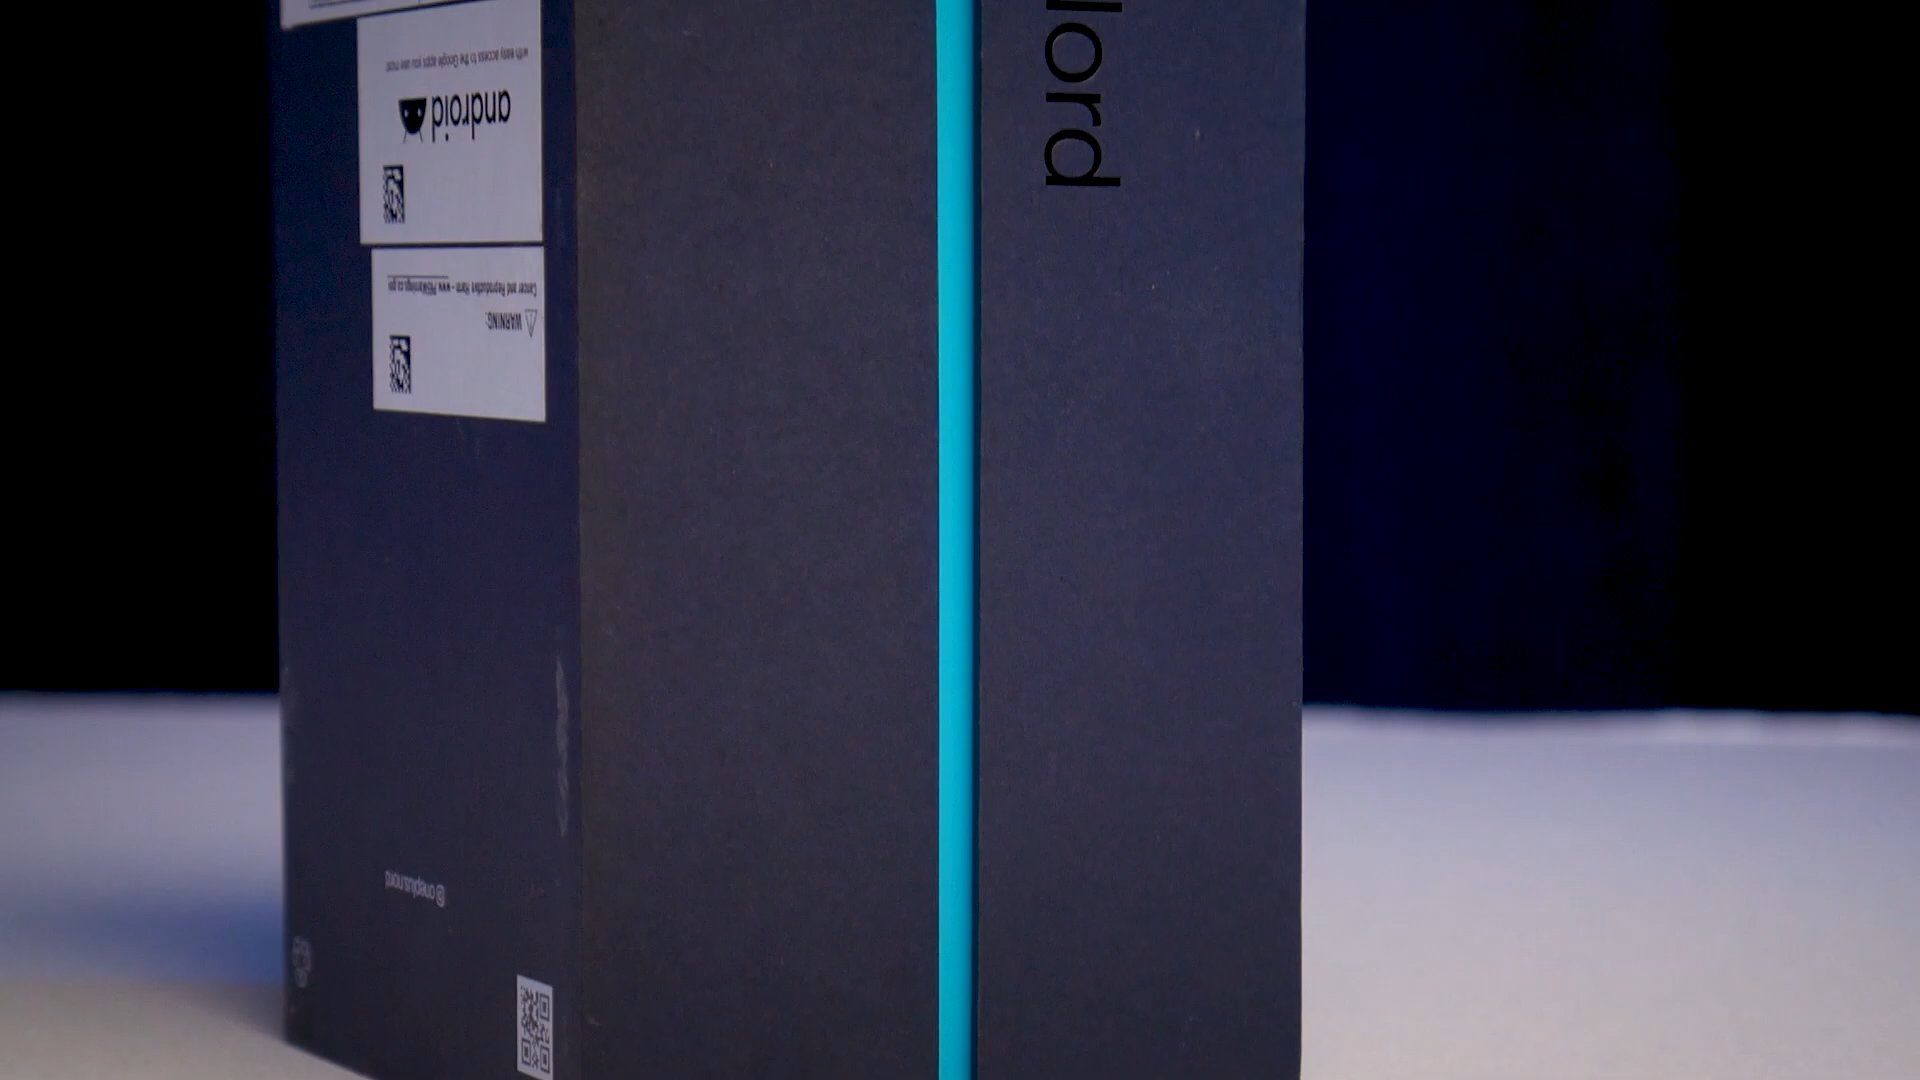 lord
with easy access to the Google apps you use most
android
Cancer and Reproductive Harm – www.P65Warnings.ca.gov
WARNING:
@oneplus.nord